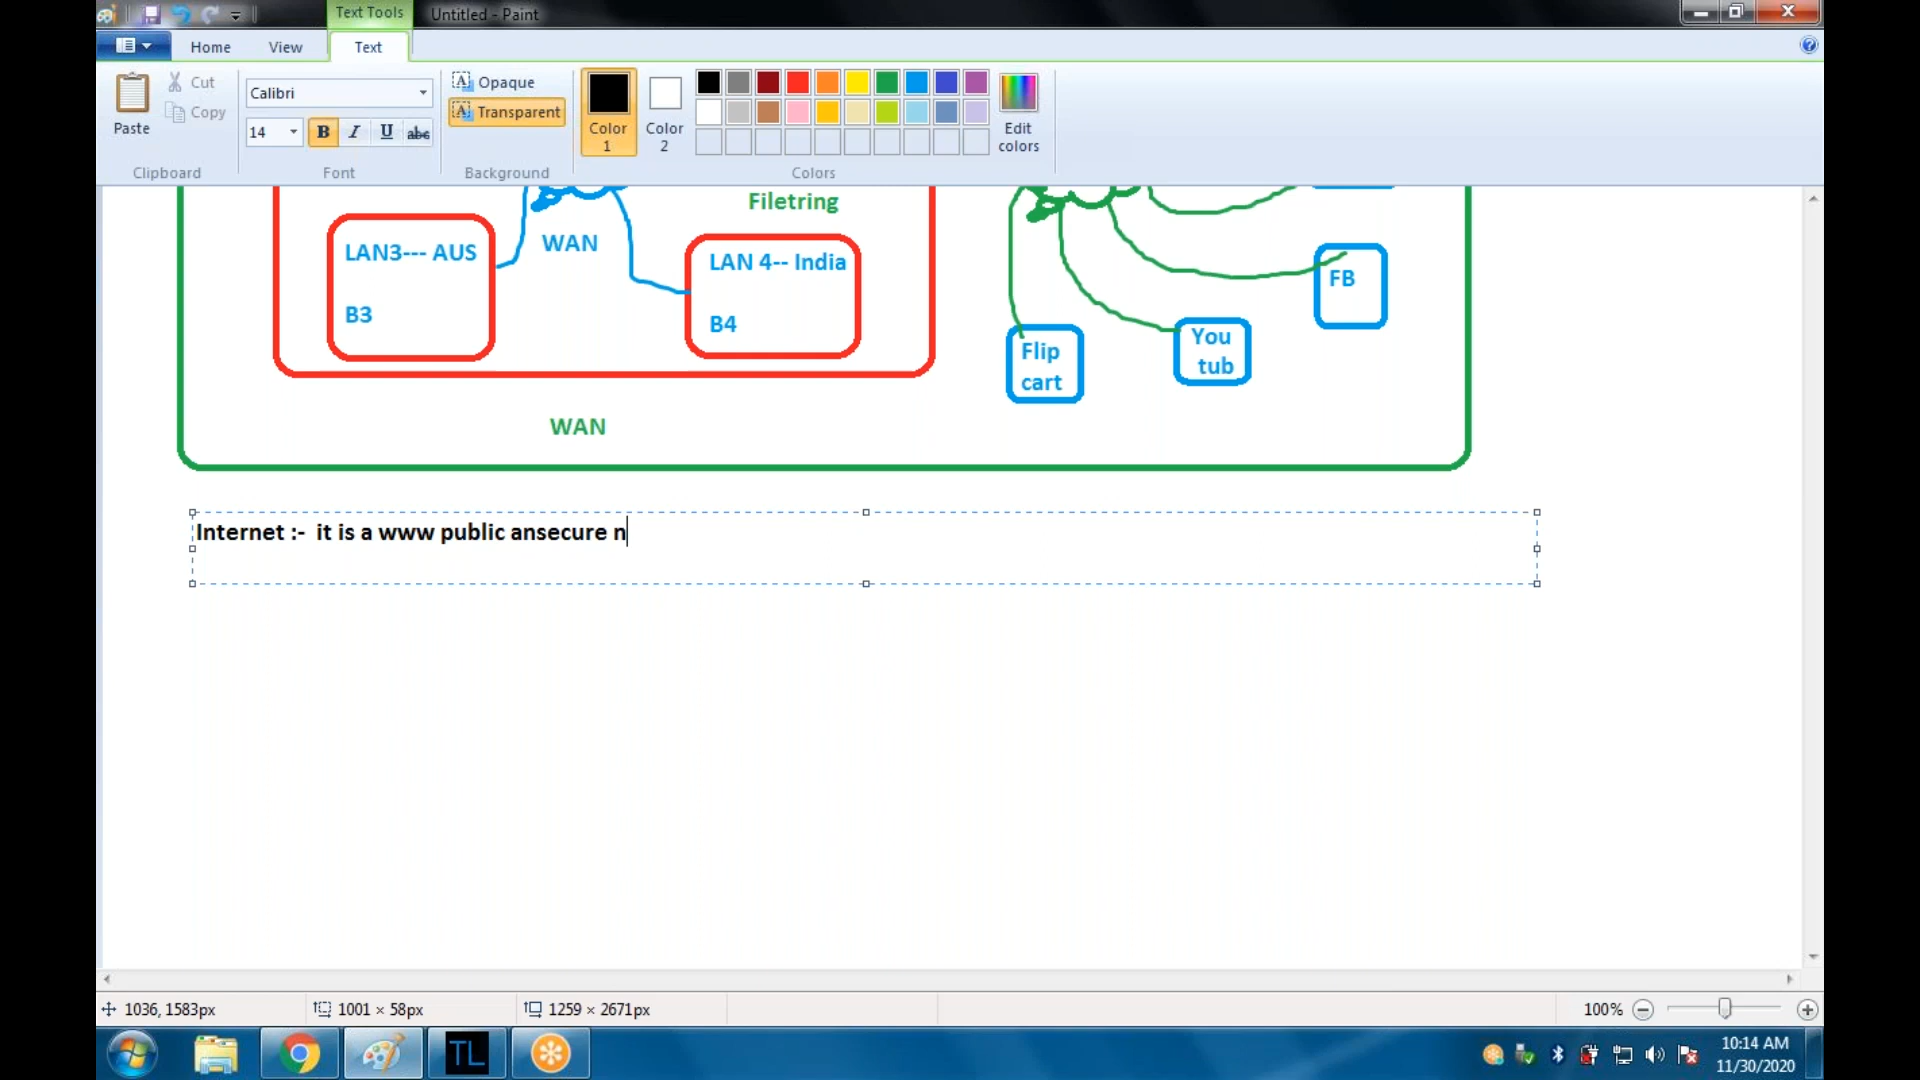 Text Tools
Untitled - Paint
Home
View
Text
Paste
Cut
Copy
Clipboard
Calibri
14
B I U abc
Font
Opaque
Transparent
Background
Color
1
Color
2
Edit
colors
Colors
Filetring
LAN3--- AUS
B3
WAN
LAN 4-- India
B4
FB
Flip
cart
You
tub
WAN
Internet :-  it is a www public ansecure n
1036, 1583px
1001 × 58px
1259 × 2671px
100%
TL
10:14 AM
11/30/2020